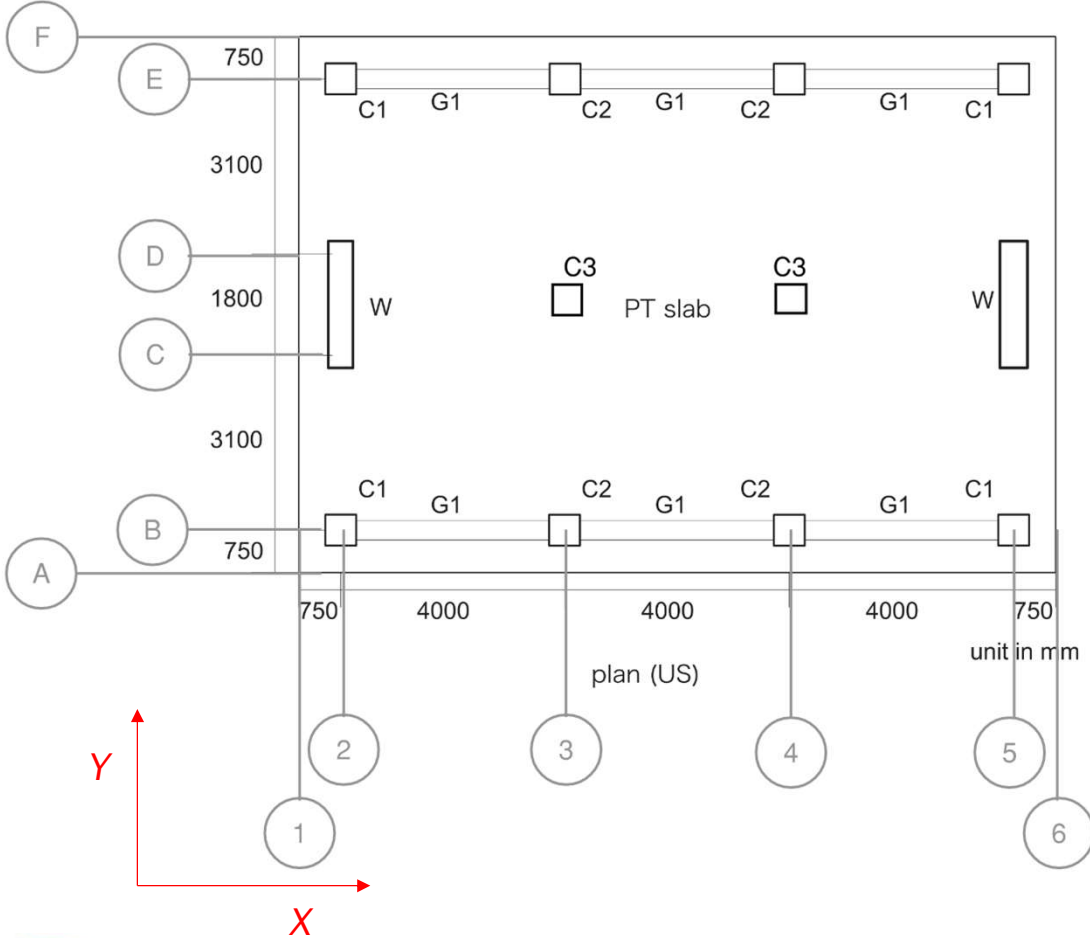 F
750
E
C1 G1 C2 G1 C2 G1 C1
3100
D
C3 C3
1800 W PT slab W
C
3100
C1 G1 C2 G1 C2 G1 C1
B
750
A
750 4000 4000 4000 750
unit in mm
plan (US)
2 3 4 5
Y
1 6
X